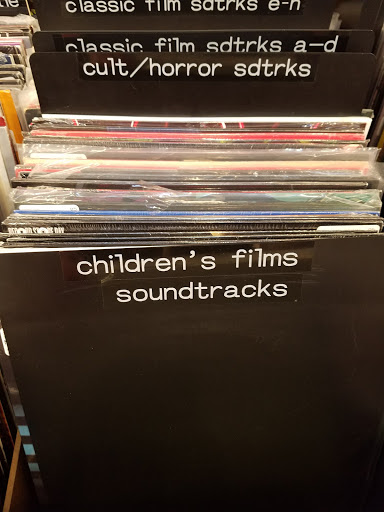 classic film sdtrks e-h
classic film sdtrks a-d
cult/horror sdtrks
children's films
soundtracks